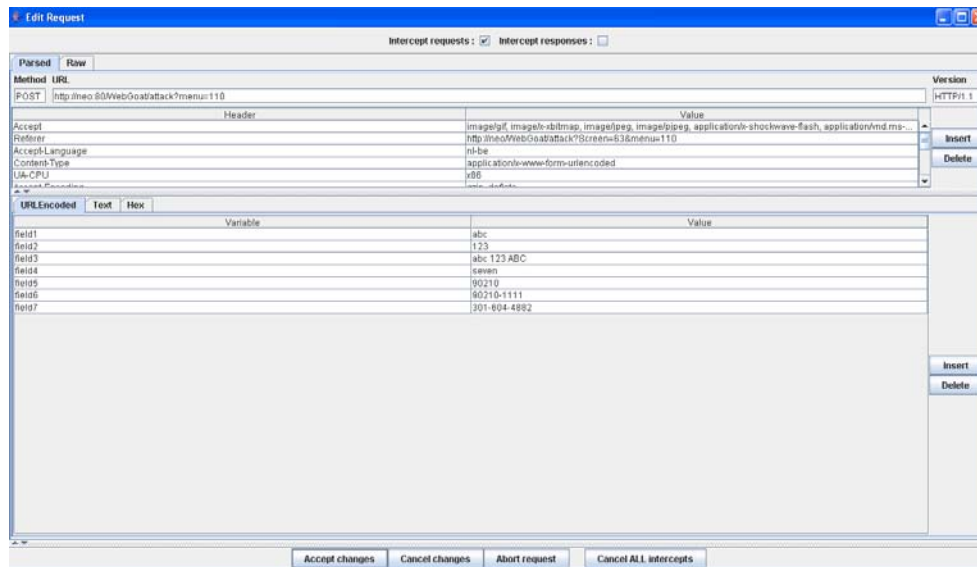 Edit Request
Intercept requests : Intercept responses :
Parsed Raw
Method URL Version
POST http://neo:80/WebGoat/attack?menu=110 HTTP/1.1
Header Value
Accept image/gif, image/x-xbitmap, image/jpeg, image/pjpeg, application/x-shockwave-flash, application/vnd.ms-...
Referer http://neo/WebGoat/attack?Screen=63&menu=110
Insert
Accept-Language nl-be
Content-Type application/x-www-form-urlencoded
Delete
UA-CPU x86
Accept-Encoding gzip, deflate
URLEncoded Text Hex
Variable Value
field1 abc
field2 123
field3 abc 123 ABC
field4 seven
field5 90210
field6 90210-1111
field7 301-604-4882
Insert
Delete
Accept changes Cancel changes Abort request Cancel ALL intercepts